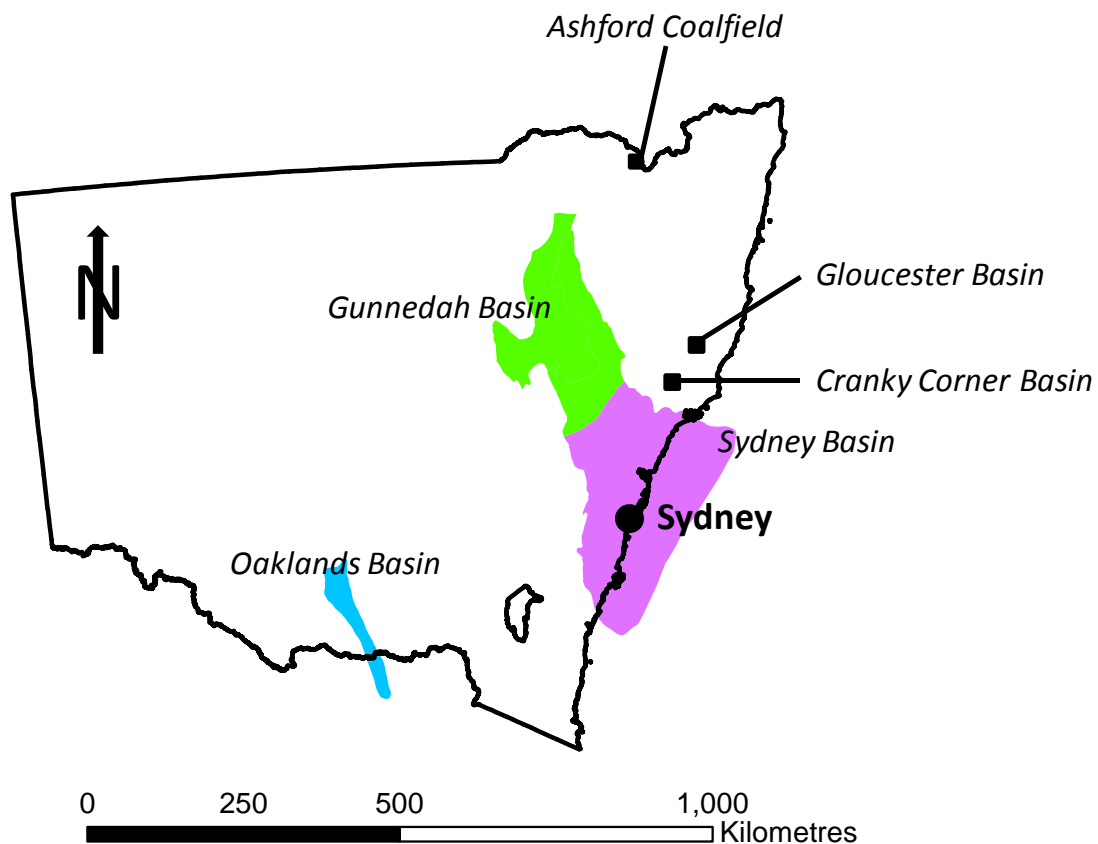 Ashford Coalfield
N
Gloucester Basin
Gunnedah Basin
Cranky Corner Basin
Sydney Basin
Sydney
Oaklands Basin
0 250 500 1,000
Kilometres